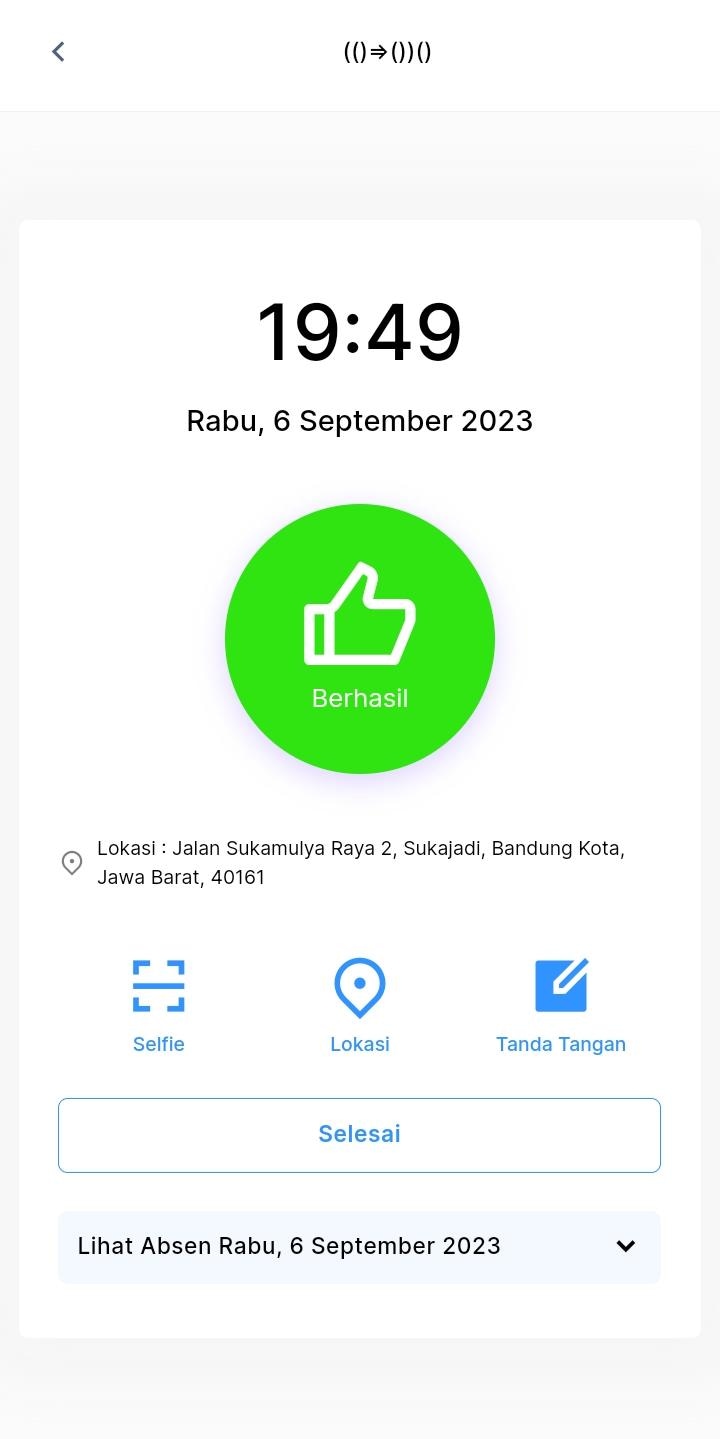 (()=>())()
19:49
Rabu, 6 September 2023
Berhasil
Lokasi : Jalan Sukamulya Raya 2, Sukajadi, Bandung Kota,
Jawa Barat, 40161
Selfie
Lokasi
Tanda Tangan
Selesai
Lihat Absen Rabu, 6 September 2023